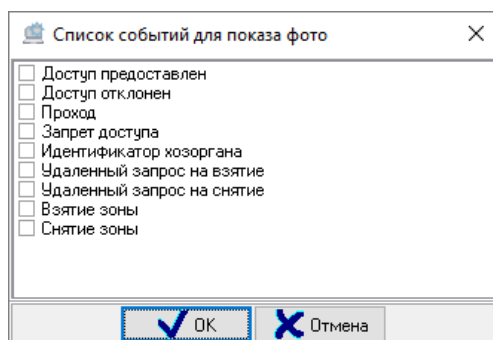 Список событий для показа фото
Доступ предоставлен
Доступ отклонен
Проход
Запрет доступа
Идентификатор хозоргана
Удаленный запрос на взятие
Удаленный запрос на снятие
Взятие зоны
Снятие зоны
OK
Отмена